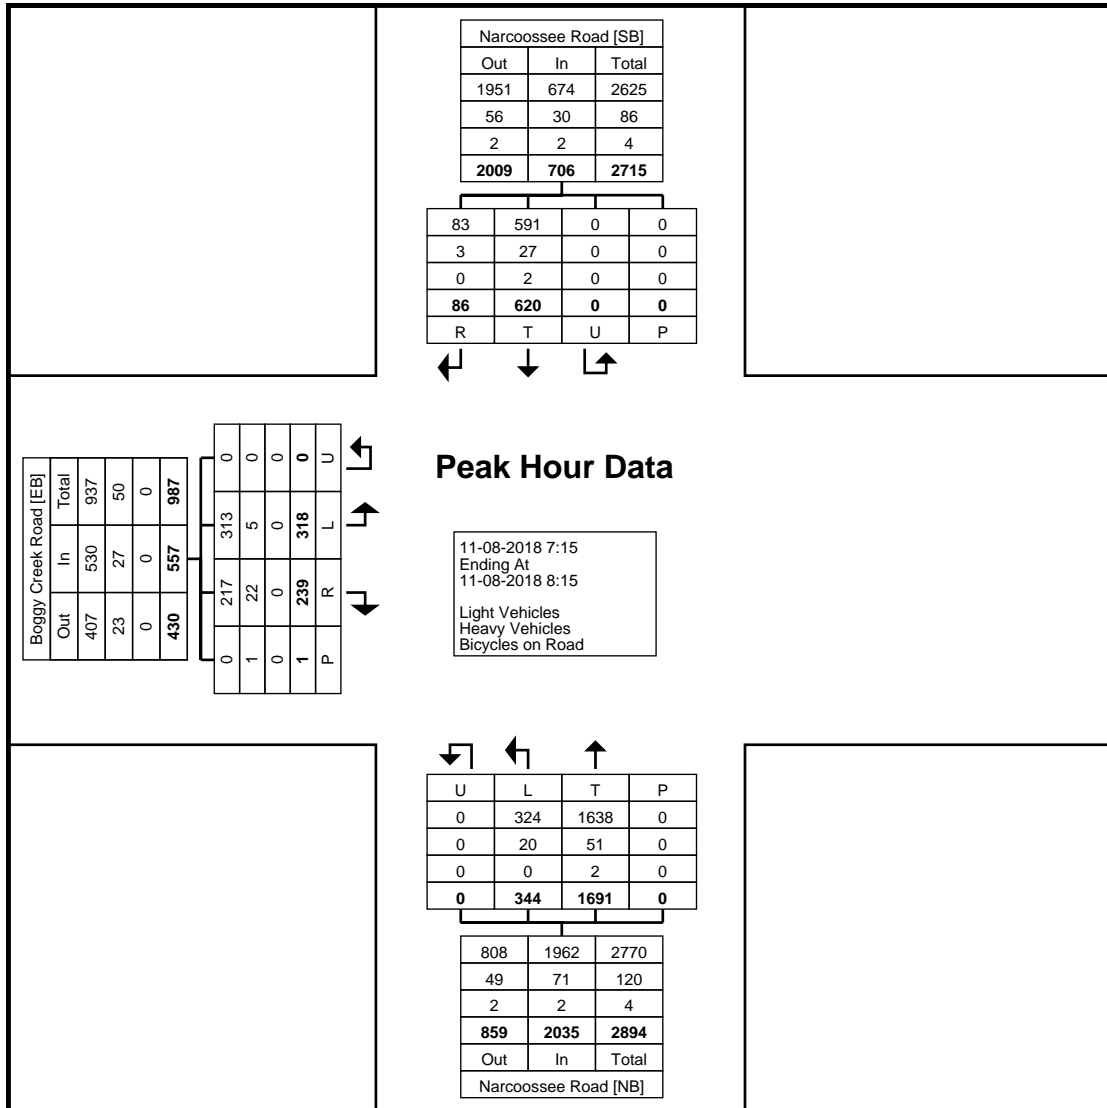 Narcoossee Road [SB]
Out In Total
1951 674 2625
56 30 86
2 2 4
2009 706 2715
83 591 0 0
3 27 0 0
0 2 0 0
86 620 0 0
R T U P
Boggy Creek Road [EB]
Out In Total
407 530 937
23 27 50
0 0 0
430 557 987
0 217 313 0
1 22 5 0
0 0 0 0
1 239 318 0
P R L U
Peak Hour Data
11-08-2018 7:15
Ending At
11-08-2018 8:15
Light Vehicles
Heavy Vehicles
Bicycles on Road
U L T P
0 324 1638 0
0 20 51 0
0 0 2 0
0 344 1691 0
808 1962 2770
49 71 120
2 2 4
859 2035 2894
Out In Total
Narcoossee Road [NB]